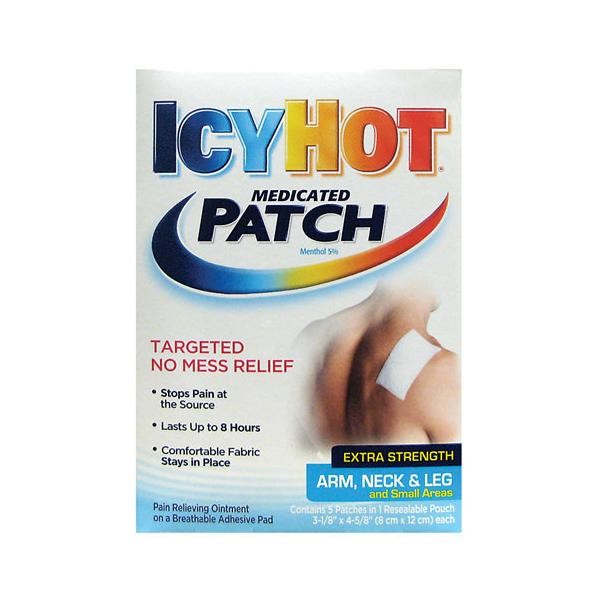 ICYHOT®
MEDICATED
PATCH
Menthol 5%
TARGETED
NO MESS RELIEF
• Stops Pain at
the Source
• Lasts Up to 8 Hours
• Comfortable Fabric
Stays in Place
EXTRA STRENGTH
ARM, NECK & LEG
and Small Areas
Pain Relieving Ointment
on a Breathable Adhesive Pad
Contains 5 Patches in 1 Resealable Pouch
3-1/8" x 4-5/8" (8 cm x 12 cm) each